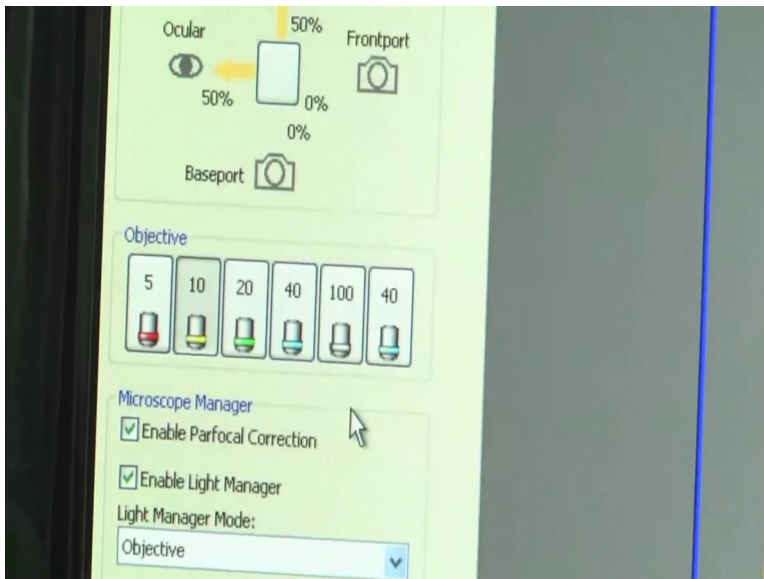 50%
Ocular
Frontport
50%
0%
0%
Baseport
Objective
5 10 20 40 100 40
Microscope Manager
Enable Parfocal Correction
Enable Light Manager
Light Manager Mode:
Objective